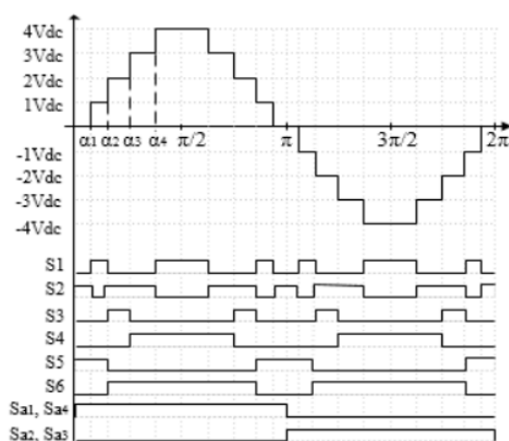 4Vdc
3Vdc
2Vdc
1Vdc
α1 α2 α3 α4 π/2 π 3π/2 2π
-1Vdc
-2Vdc
-3Vdc
-4Vdc
S1
S2
S3
S4
S5
S6
Sa1, Sa4
Sa2, Sa3